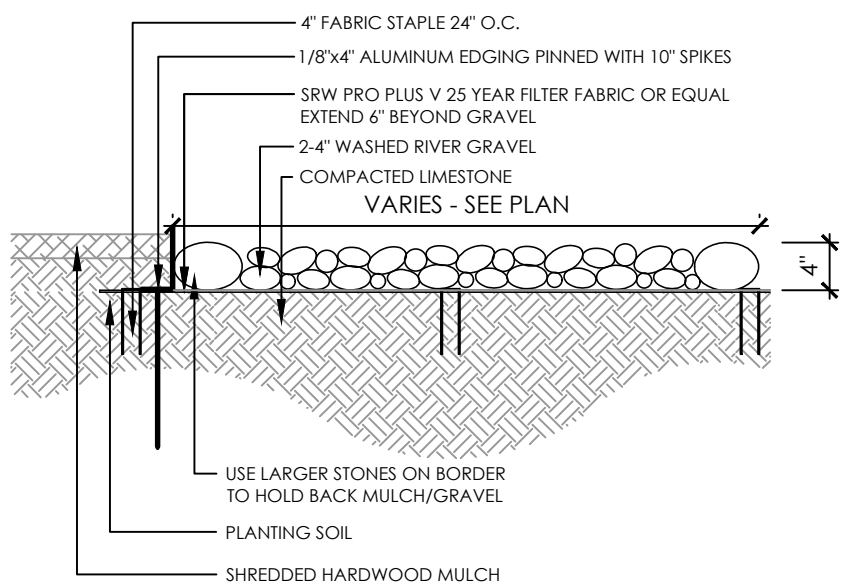 4" FABRIC STAPLE 24" O.C.
1/8"x4" ALUMINUM EDGING PINNED WITH 10" SPIKES
SRW PRO PLUS V 25 YEAR FILTER FABRIC OR EQUAL
EXTEND 6" BEYOND GRAVEL
2-4" WASHED RIVER GRAVEL
COMPACTED LIMESTONE
VARIES - SEE PLAN
4"
USE LARGER STONES ON BORDER
TO HOLD BACK MULCH/GRAVEL
PLANTING SOIL
SHREDDED HARDWOOD MULCH